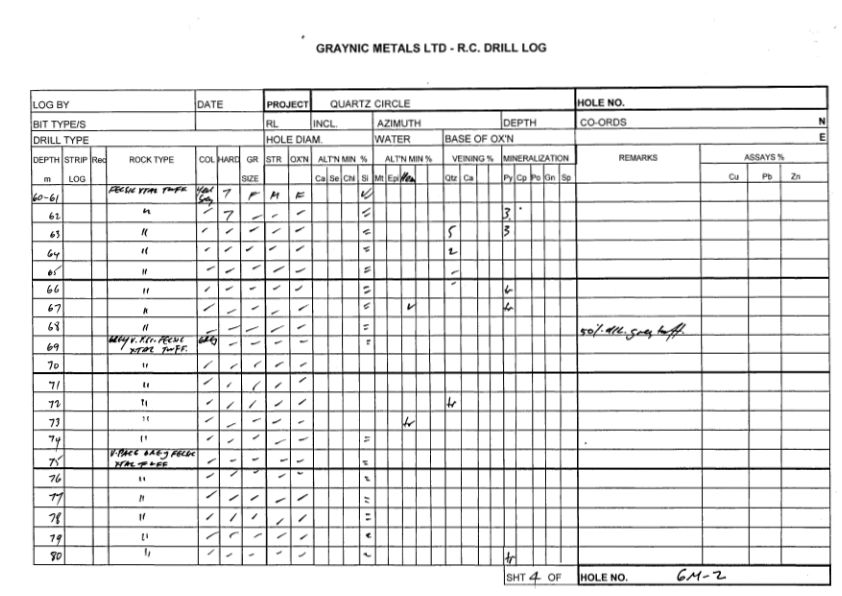 GRAYNIC METALS LTD - R.C. DRILL LOG
LOG BY DATE PROJECT QUARTZ CIRCLE HOLE NO.
BIT TYPE/S RL INCL. AZIMUTH DEPTH CO-ORDS N
DRILL TYPE HOLE DIAM. WATER BASE OF OX'N E
DEPTH STRIP Rec ROCK TYPE COL HARD GR STR OX'N ALT'N MIN % ALT'N MIN % VEINING % MINERALIZATION REMARKS ASSAYS %
m LOG SIZE Ca Se Chl Si Mt Epi Hem Qtz Ca Py Cp Po Gn Sp Cu Pb Zn
60-61 FELSIC XTAL TUFF 7 F M F
62 " 7 3
63 " 5 3
64 " 2
65 "
66 " tr
67 " tr
68 " 50% dk. grey tuff
69 FELSIC GREY
XTAL TUFF.
70 "
71 "
72 " tr
73 " tr
74 "
75 GREY FELSIC
XTAL TUFF
76 "
77 "
78 "
79 "
80 " tr
SHT 4 OF HOLE NO. GM-2